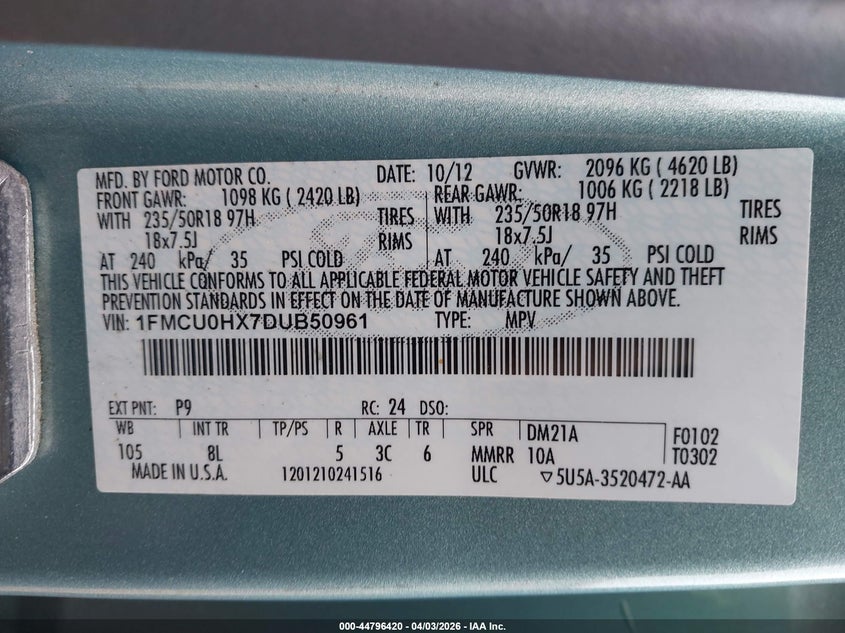 MFD. BY FORD MOTOR CO. DATE: 10/12 GVWR: 2096 KG ( 4620 LB)
FRONT GAWR: 1098 KG ( 2420 LB) REAR GAWR: 1006 KG ( 2218 LB)
WITH 235/50R18 97H TIRES WITH 235/50R18 97H TIRES
18x7.5J RIMS 18x7.5J RIMS
AT 240 kPa/ 35 PSI COLD AT 240 kPa/ 35 PSI COLD
THIS VEHICLE CONFORMS TO ALL APPLICABLE FEDERAL MOTOR VEHICLE SAFETY AND THEFT
PREVENTION STANDARDS IN EFFECT ON THE DATE OF MANUFACTURE SHOWN ABOVE.
VIN: 1FMCU0HX7DUB50961 TYPE: MPV
EXT PNT: P9 RC: 24 DSO:
WB INT TR TP/PS R AXLE TR SPR DM21A F0102
105 8L 5 3C 6 MMRR 10A T0302
MADE IN U.S.A. 1201210241516 ULC ▽5U5A-3520472-AA
000-44796420 - 04/03/2026 - IAA Inc.